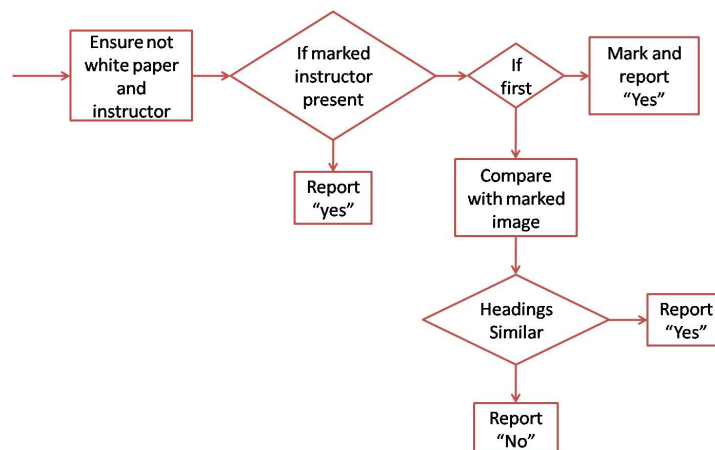 Ensure not
white paper
and
instructor
If marked
instructor
present
If
first
Mark and
report
“Yes”
Report
“yes”
Compare
with marked
image
Headings
Similar
Report
“Yes”
Report
“No”